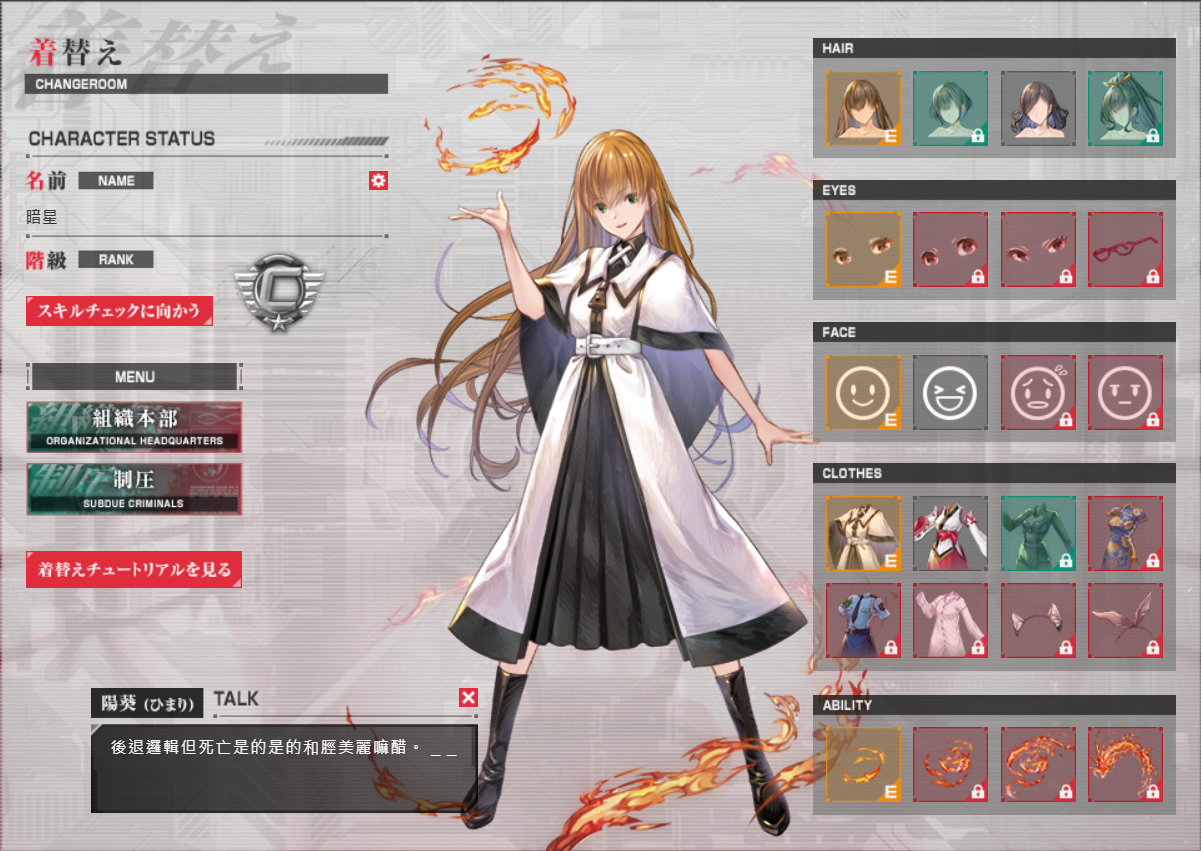 着替え
CHANGEROOM
CHARACTER STATUS
名前 NAME
暗星
階級 RANK
C
スキルチェックに向かう
MENU
組織本部
ORGANIZATIONAL HEADQUARTERS
制圧
SUBDUE CRIMINALS
着替えチュートリアルを見る
陽葵 (ひまり) TALK
後退邏輯但死亡是的是的和脛美麗嘛醋。 _ _
HAIR
E
EYES
E
FACE
E
CLOTHES
E
ABILITY
E